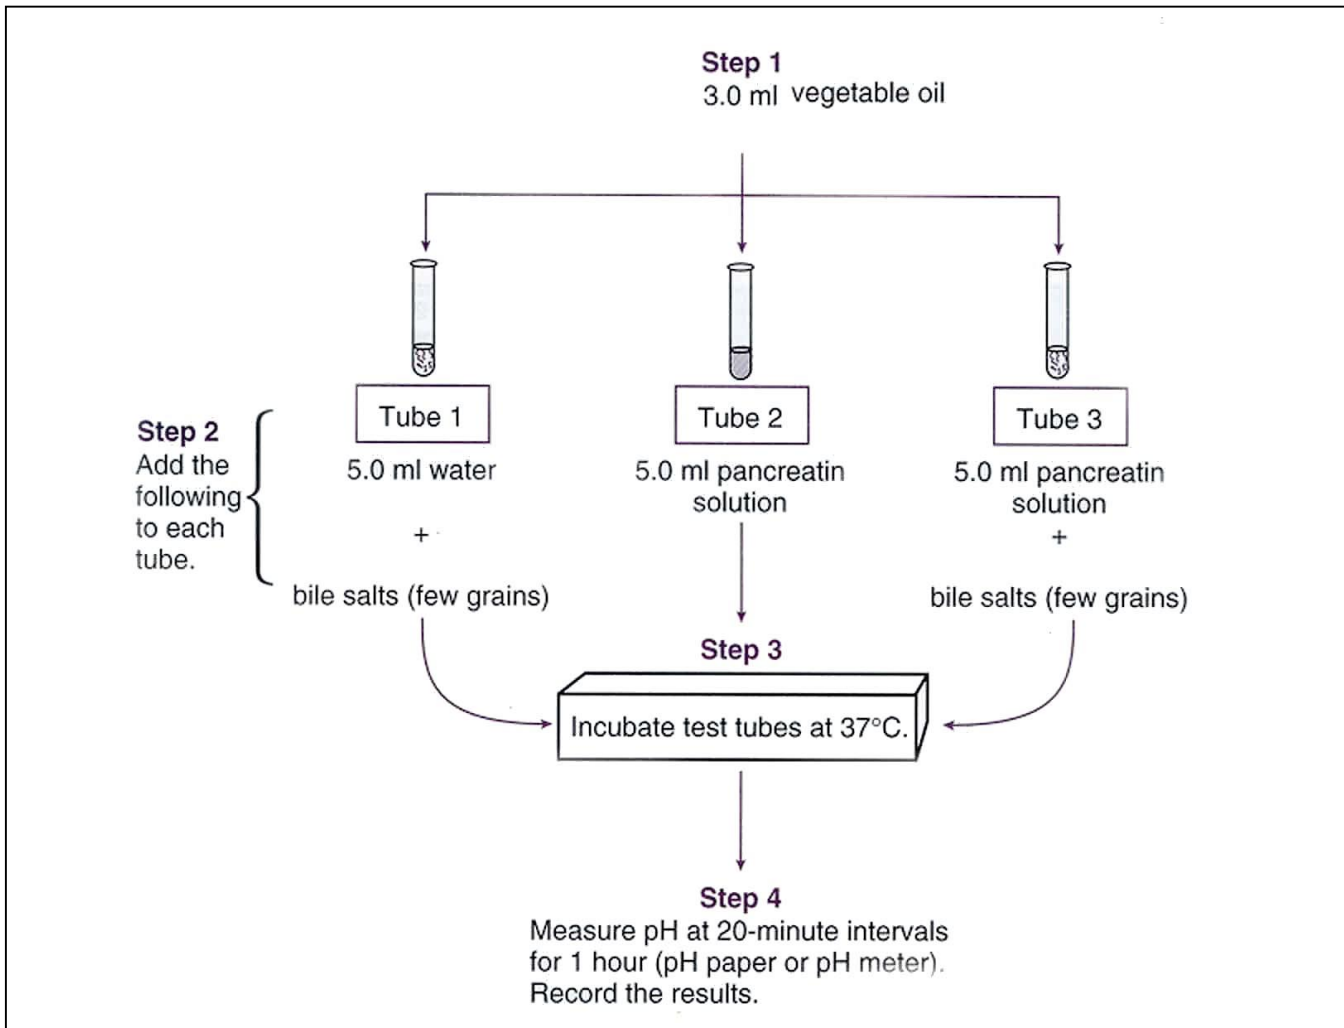 Step 1
3.0 ml vegetable oil
Tube 1
Tube 2
Tube 3
Step 2
Add the
following
to each
tube.
5.0 ml water
+
bile salts (few grains)
5.0 ml pancreatin
solution
5.0 ml pancreatin
solution
+
bile salts (few grains)
Step 3
Incubate test tubes at 37°C.
Step 4
Measure pH at 20-minute intervals
for 1 hour (pH paper or pH meter).
Record the results.